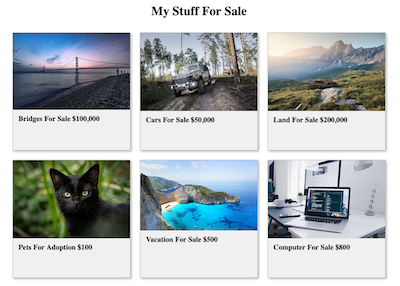 My Stuff For Sale
Bridges For Sale $100,000
Cars For Sale $50,000
Land For Sale $200,000
Pets For Adoption $100
Vacation For Sale $500
Computer For Sale $800